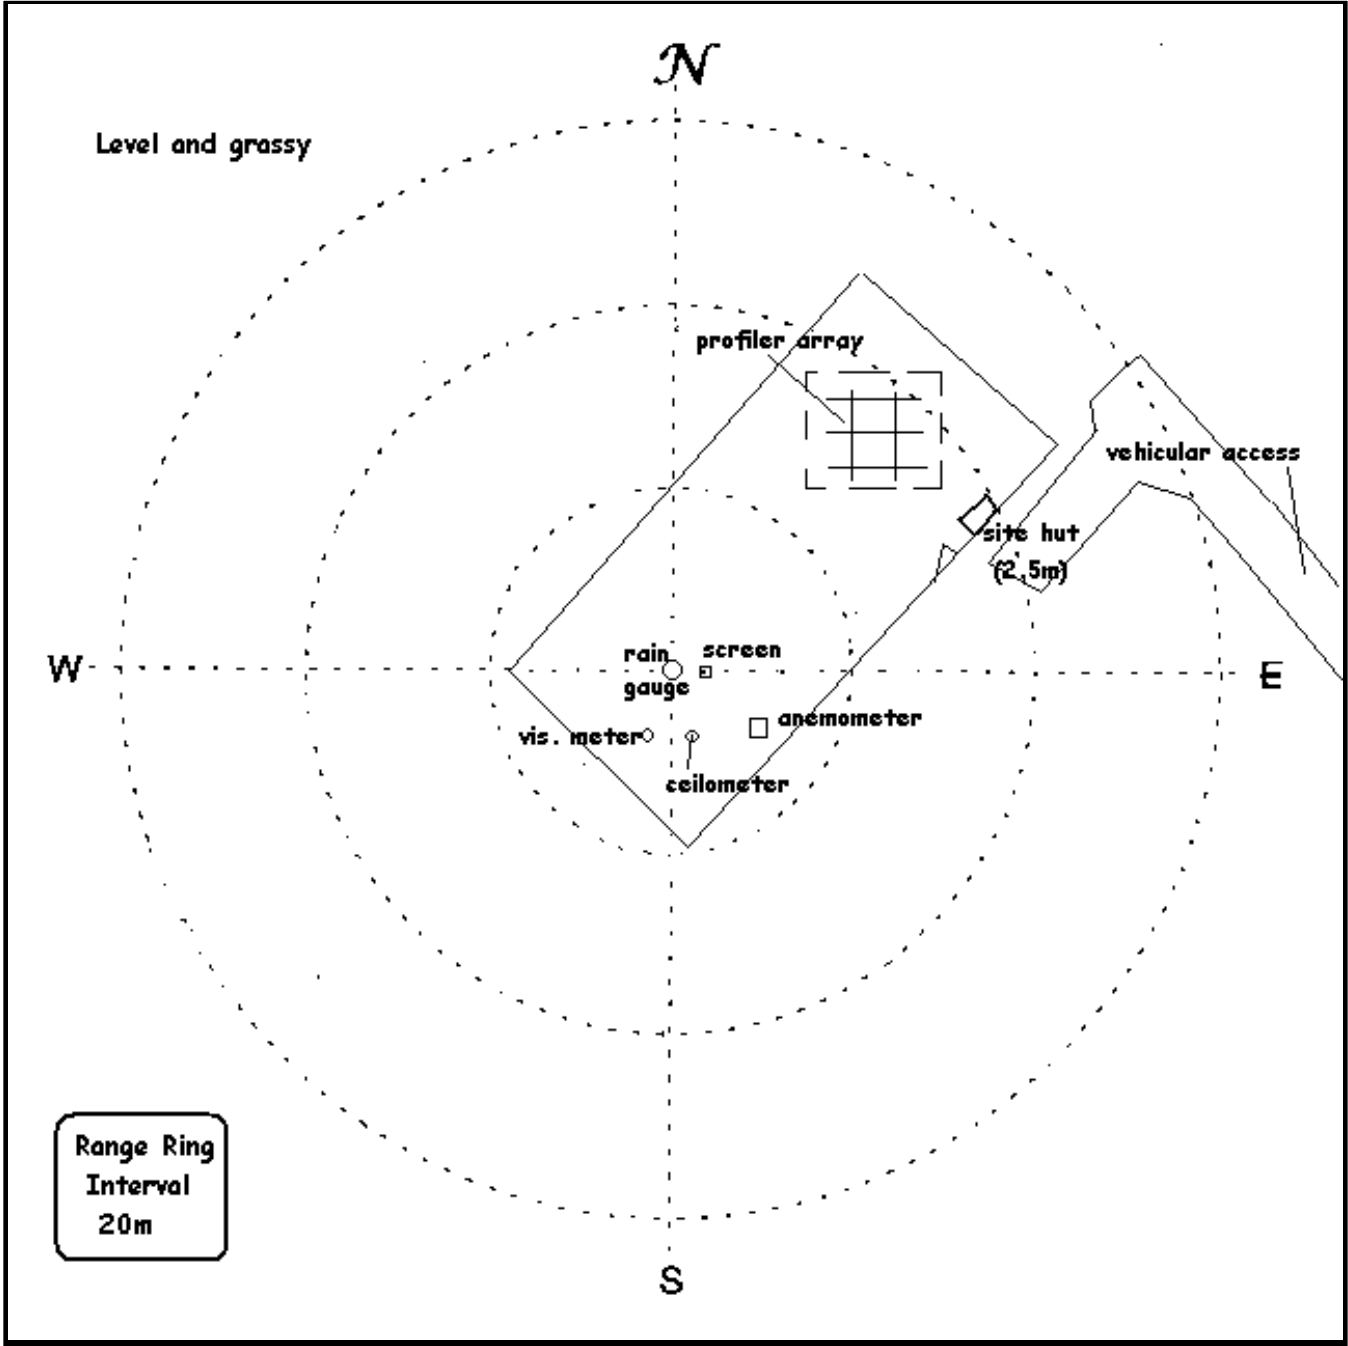 N
Level and grassy
profiler array
vehicular access
site hut
(2.5m)
W
rain
gauge
screen
E
vis. meter
anemometer
ceilometer
Range Ring
Interval
20m
S